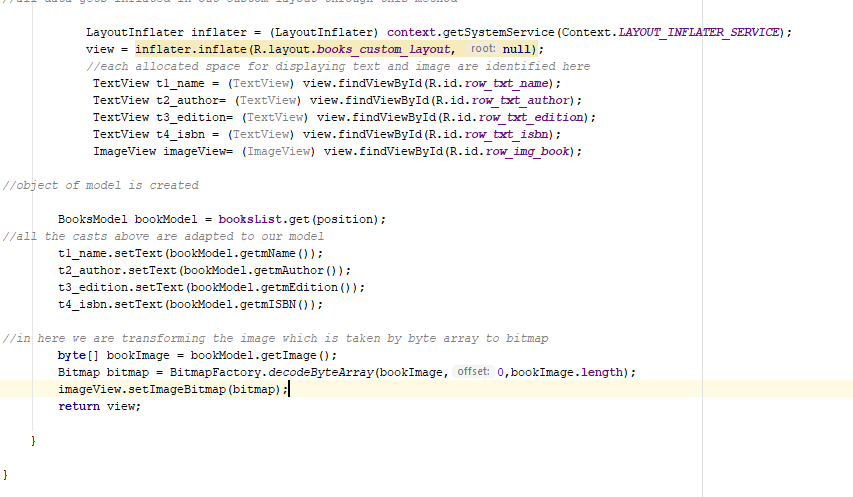 //all data gets inflated in out custom layout through this method
LayoutInflater inflater = (LayoutInflater) context.getSystemService(Context.LAYOUT_INFLATER_SERVICE);
view = inflater.inflate(R.layout.books_custom_layout, root: null);
//each allocated space for displaying text and image are identified here
TextView t1_name = (TextView) view.findViewById(R.id.row_txt_name);
TextView t2_author= (TextView) view.findViewById(R.id.row_txt_author);
TextView t3_edition= (TextView) view.findViewById(R.id.row_txt_edition);
TextView t4_isbn = (TextView) view.findViewById(R.id.row_txt_isbn);
ImageView imageView= (ImageView) view.findViewById(R.id.row_img_book);
//object of model is created
BooksModel bookModel = booksList.get(position);
//all the casts above are adapted to our model
t1_name.setText(bookModel.getmName());
t2_author.setText(bookModel.getmAuthor());
t3_edition.setText(bookModel.getmEdition());
t4_isbn.setText(bookModel.getmISBN());
//in here we are transforming the image which is taken by byte array to bitmap
byte[] bookImage = bookModel.getImage();
Bitmap bitmap = BitmapFactory.decodeByteArray(bookImage, offset: 0,bookImage.length);
imageView.setImageBitmap(bitmap);
return view;
}
}